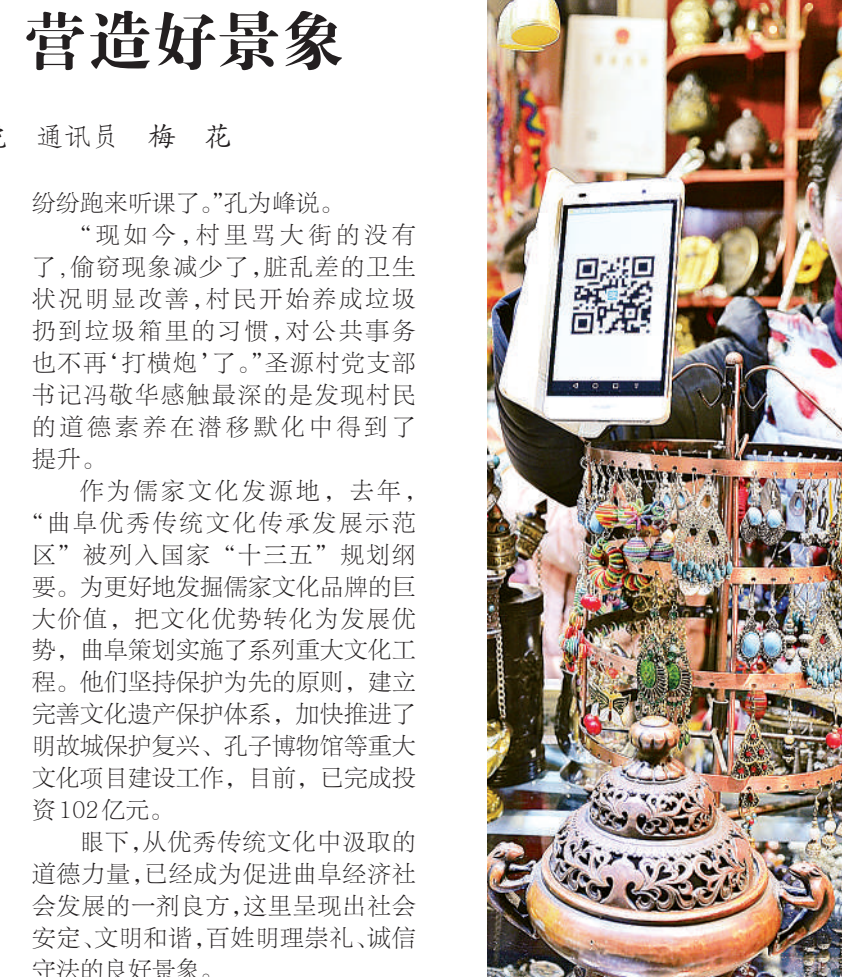 营造好景象
通讯员 梅 花
纷纷跑来听课了。”孔为峰说。
“现如今,村里骂大街的没有
了,偷窃现象减少了,脏乱差的卫生
状况明显改善,村民开始养成垃圾
扔到垃圾箱里的习惯,对公共事务
也不再‘打横炮’了。”圣源村党支部
书记冯敬华感触最深的是发现村民
的道德素养在潜移默化中得到了
提升。
作为儒家文化发源地，去年，
“曲阜优秀传统文化传承发展示范
区”被列入国家“十三五”规划纲
要。为更好地发掘儒家文化品牌的巨
大价值，把文化优势转化为发展优
势，曲阜策划实施了系列重大文化工
程。他们坚持保护为先的原则，建立
完善文化遗产保护体系，加快推进了
明故城保护复兴、孔子博物馆等重大
文化项目建设工作，目前，已完成投
资102亿元。
眼下,从优秀传统文化中汲取的
道德力量,已经成为促进曲阜经济社
会发展的一剂良方,这里呈现出社会
安定、文明和谐,百姓明理崇礼、诚信
守法的良好景象。